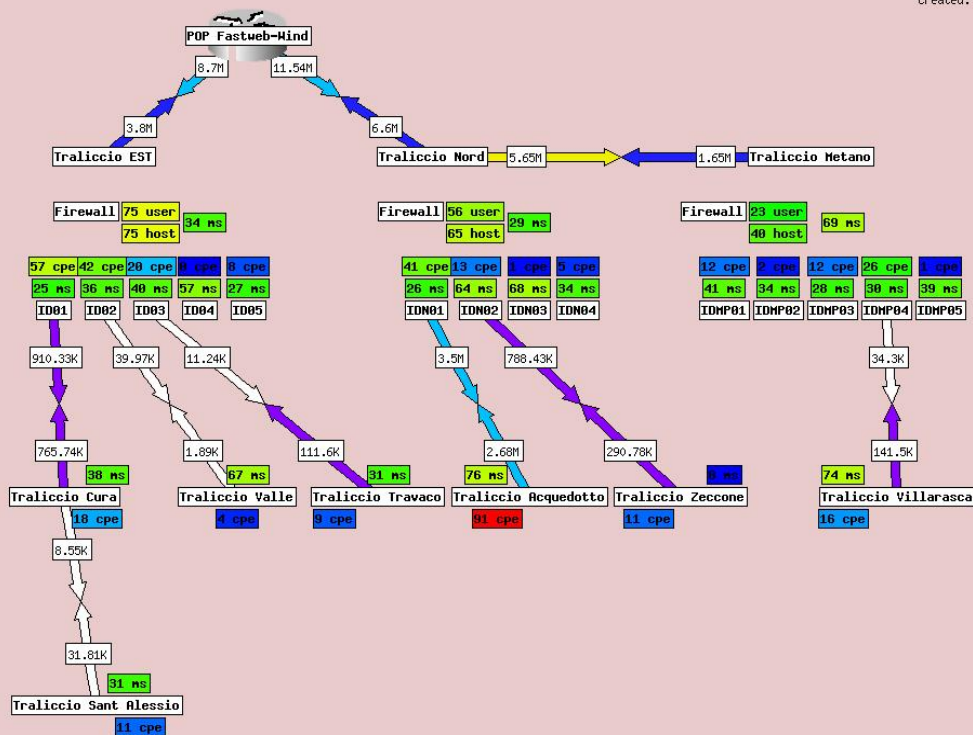 created:
POP Fastweb-Wind
8.7M 11.54M
3.8M 6.6M
Traliccio EST Traliccio Nord 5.65M 1.65M Traliccio Metano
Firewall 75 user 34 ms Firewall 56 user 29 ms Firewall 23 user 69 ms
75 host 65 host 40 host
57 cpe 42 cpe 20 cpe 0 cpe 8 cpe 41 cpe 13 cpe 1 cpe 5 cpe 12 cpe 2 cpe 12 cpe 26 cpe 1 cpe
25 ms 36 ms 40 ms 57 ms 27 ms 26 ms 64 ms 68 ms 34 ms 41 ms 34 ms 28 ms 30 ms 39 ms
ID01 ID02 ID03 ID04 ID05 IDN01 IDN02 IDN03 IDN04 IDMP01 IDMP02 IDMP03 IDMP04 IDMP05
910.33K 39.97K 11.24K 3.5M 788.43K 34.3K
765.74K 1.89K 111.6K 2.68M 290.78K 141.5K
38 ms 67 ms 31 ms 76 ms ms 74 ms
Traliccio Cura Traliccio Valle Traliccio Travaco Traliccio Acquedotto Traliccio Zeccone Traliccio Villarasca
18 cpe 4 cpe 9 cpe 91 cpe 11 cpe 16 cpe
8.55K
31.81K
31 ms
Traliccio Sant Alessio
11 cpe